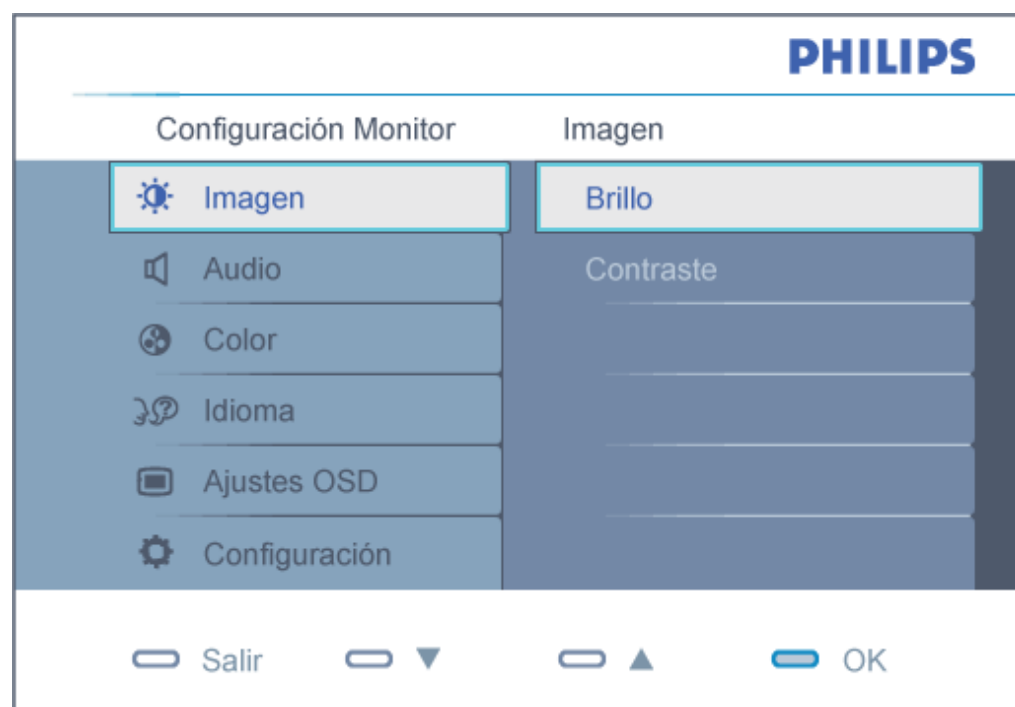 PHILIPS
Configuración Monitor Imagen
Imagen Brillo
Audio Contraste
Color
Idioma
Ajustes OSD
Configuración
Salir ▼ ▲ OK